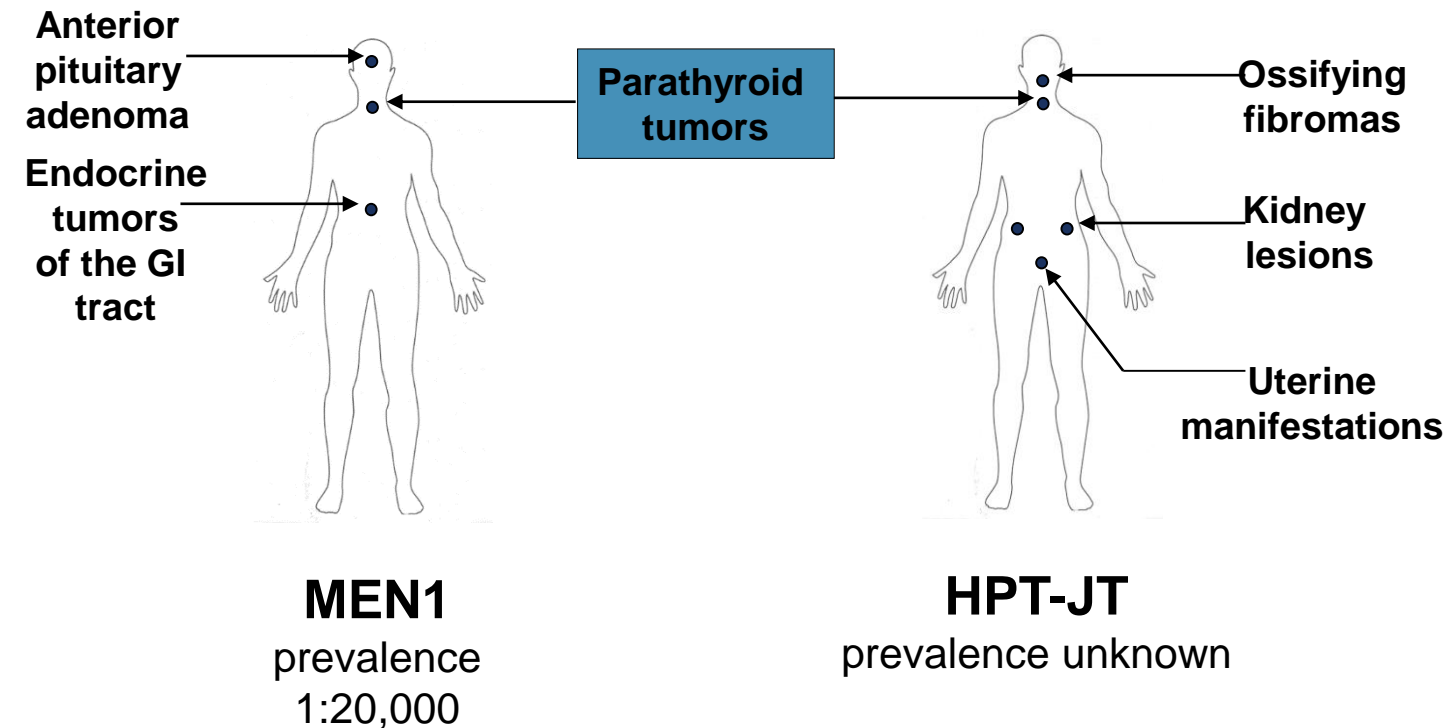 Anterior
pituitary
adenoma
Endocrine
tumors
of the GI
tract
Parathyroid
tumors
Ossifying
fibromas
Kidney
lesions
Uterine
manifestations
MEN1
prevalence
1:20,000
HPT-JT
prevalence unknown